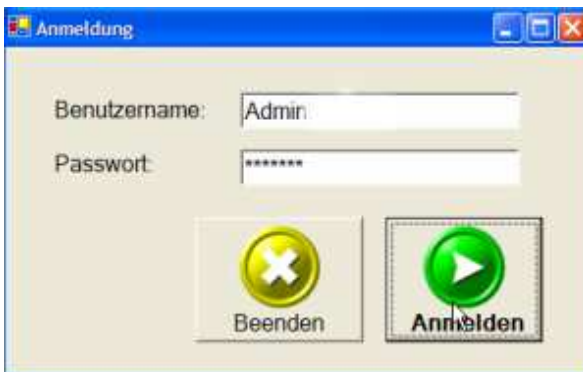 Anmeldung
Benutzername: Admin
Passwort: *******
Beenden Anmelden